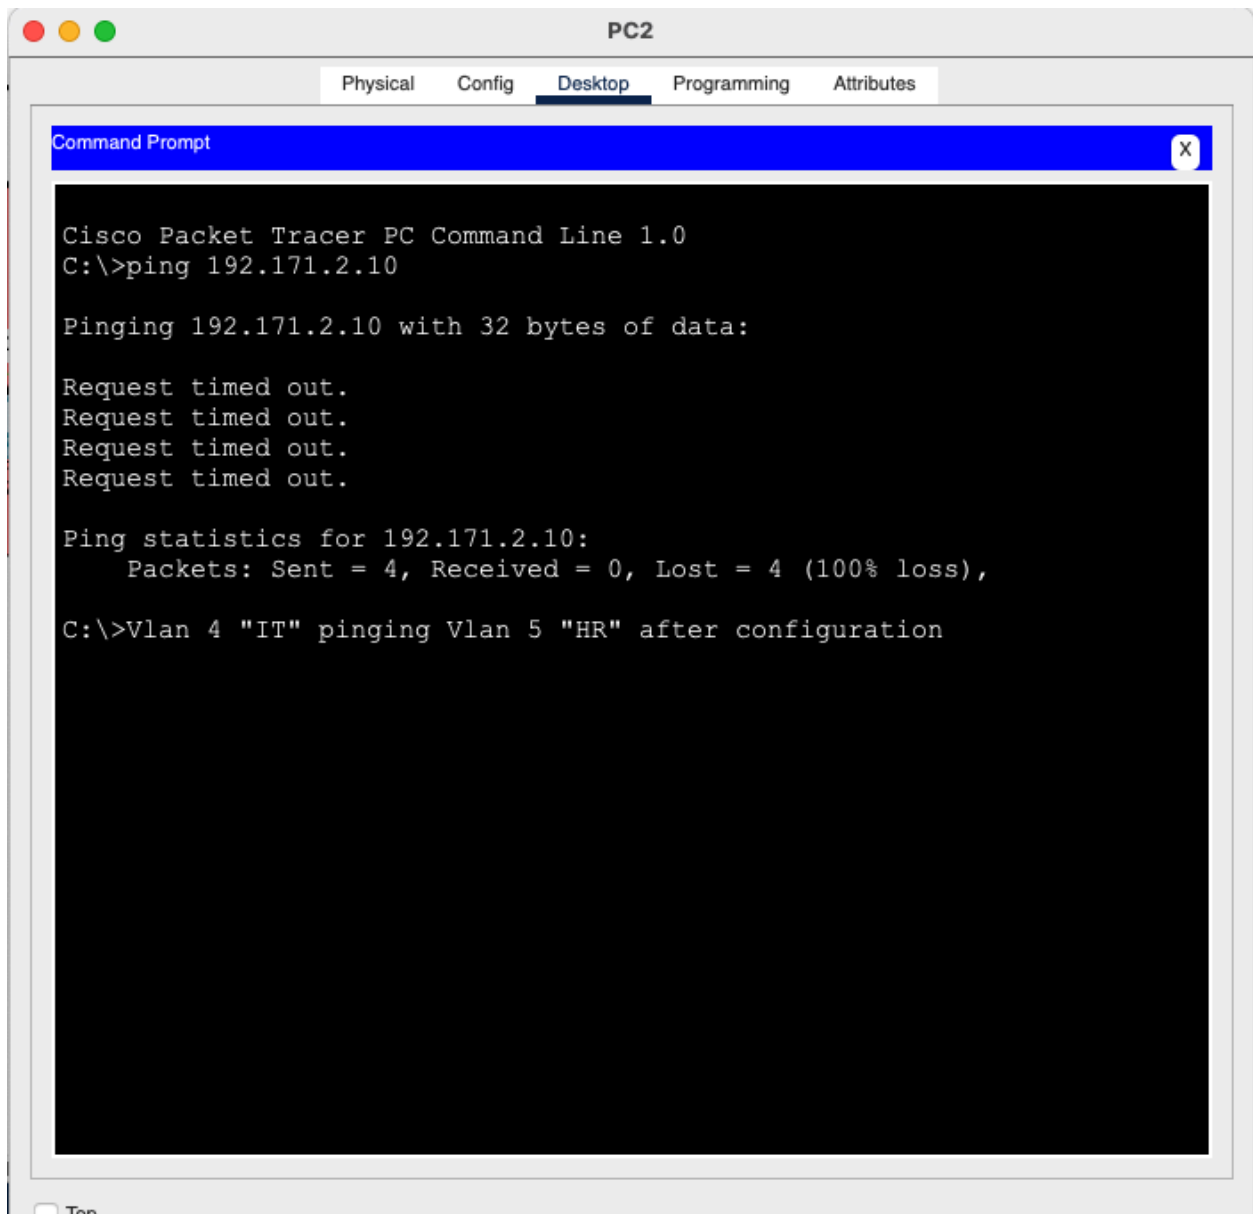 PC2
Physical Config Desktop Programming Attributes
Command Prompt X
Cisco Packet Tracer PC Command Line 1.0
C:\>ping 192.171.2.10
Pinging 192.171.2.10 with 32 bytes of data:
Request timed out.
Request timed out.
Request timed out.
Request timed out.
Ping statistics for 192.171.2.10:
Packets: Sent = 4, Received = 0, Lost = 4 (100% loss),
C:\>Vlan 4 "IT" pinging Vlan 5 "HR" after configuration
Top